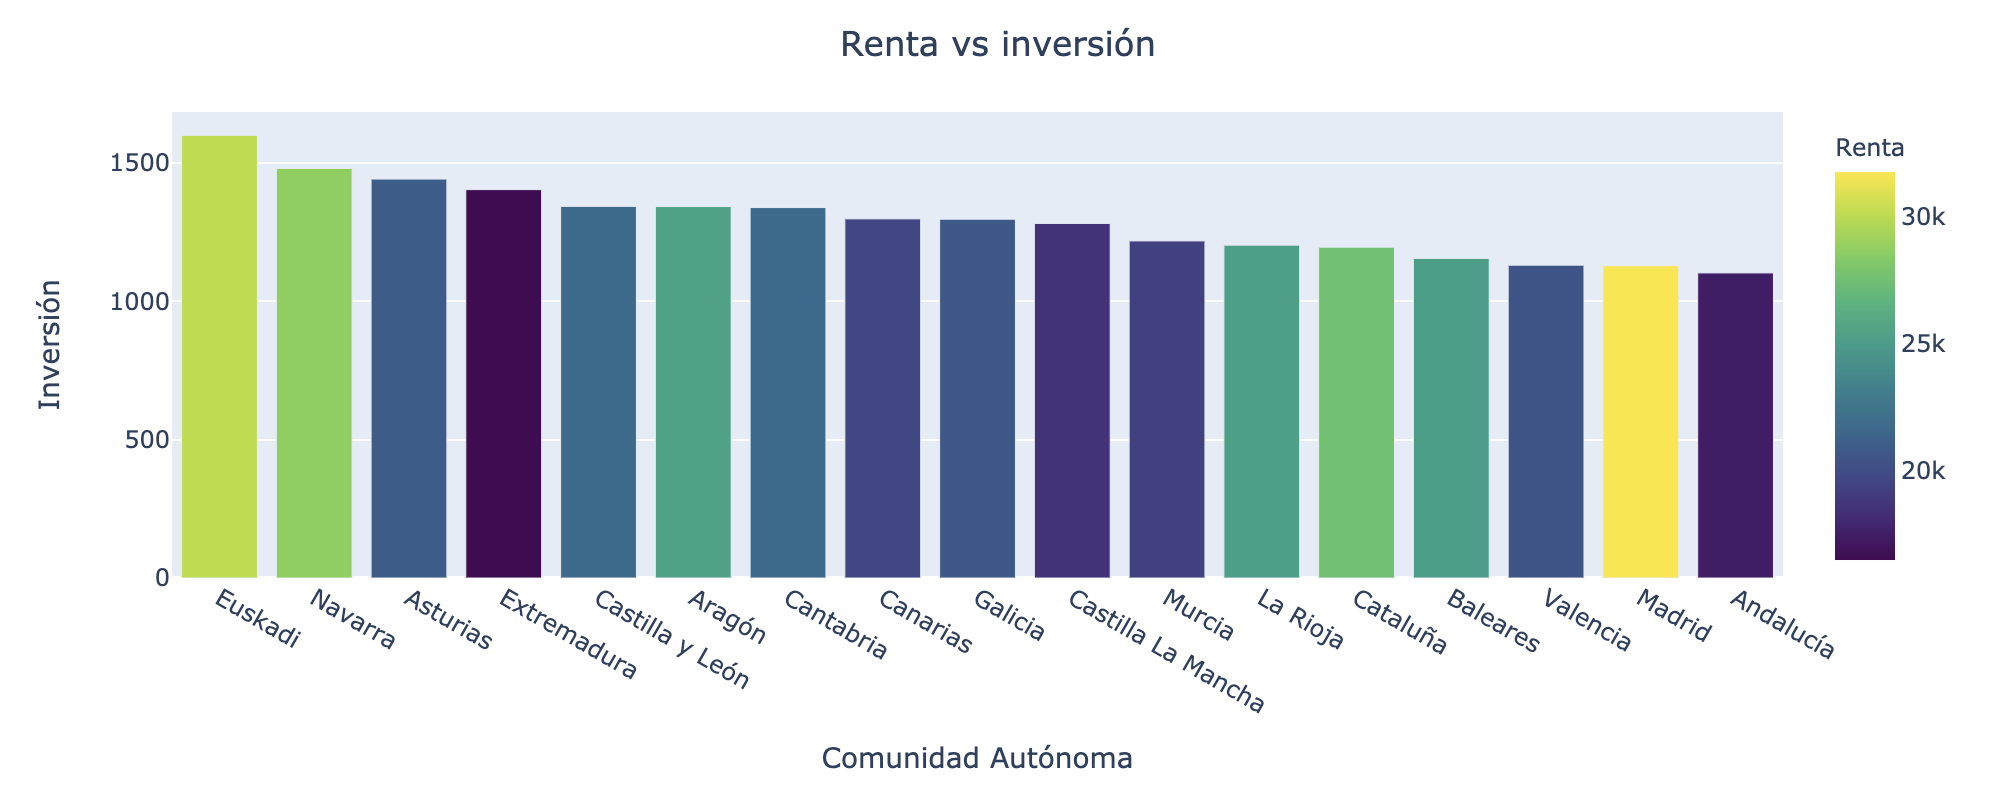 Renta vs inversión
Inversión
1500
1000
500
0
Euskadi
Navarra
Asturias
Extremadura
Castilla y León
Aragón
Cantabria
Canarias
Galicia
Castilla La Mancha
Murcia
La Rioja
Cataluña
Baleares
Valencia
Madrid
Andalucía
Comunidad Autónoma
Renta
30k
25k
20k